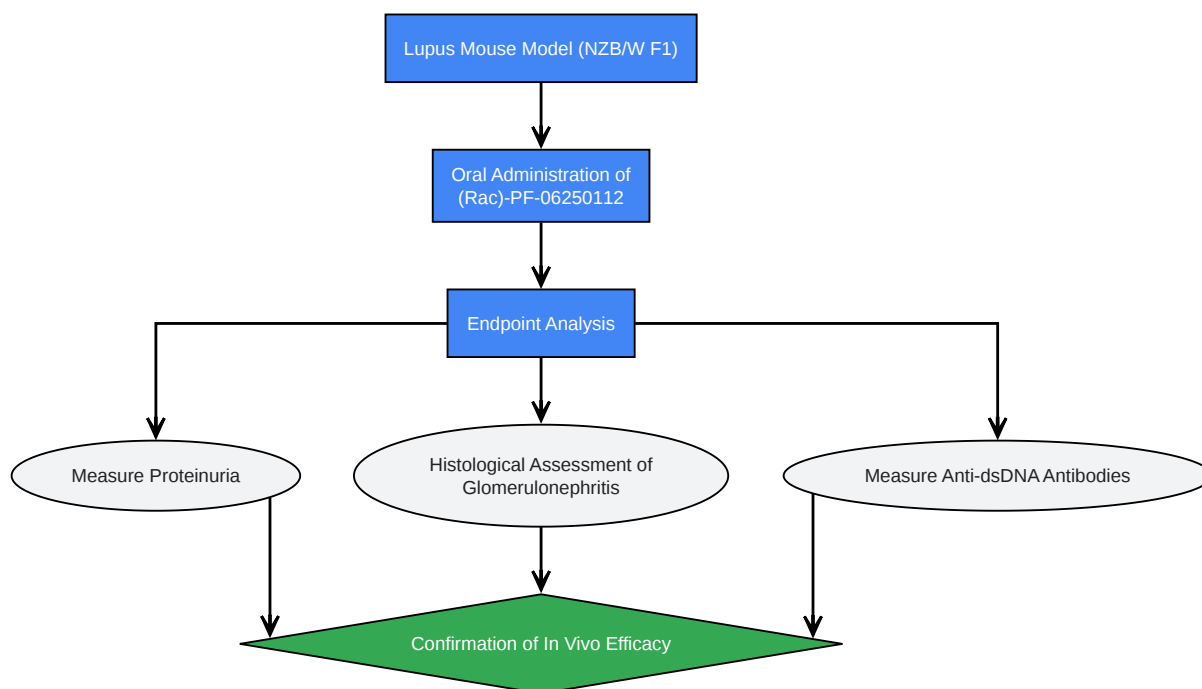 Lupus Mouse Model (NZB/W F1)
Oral Administration of
(Rac)-PF-06250112
Endpoint Analysis
Measure Proteinuria
Histological Assessment of
Glomerulonephritis
Measure Anti-dsDNA Antibodies
Confirmation of In Vivo Efficacy